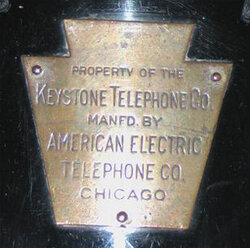 PROPERTY OF THE
KEYSTONE TELEPHONE CO.
MANFD. BY
AMERICAN ELECTRIC
TELEPHONE CO.
CHICAGO